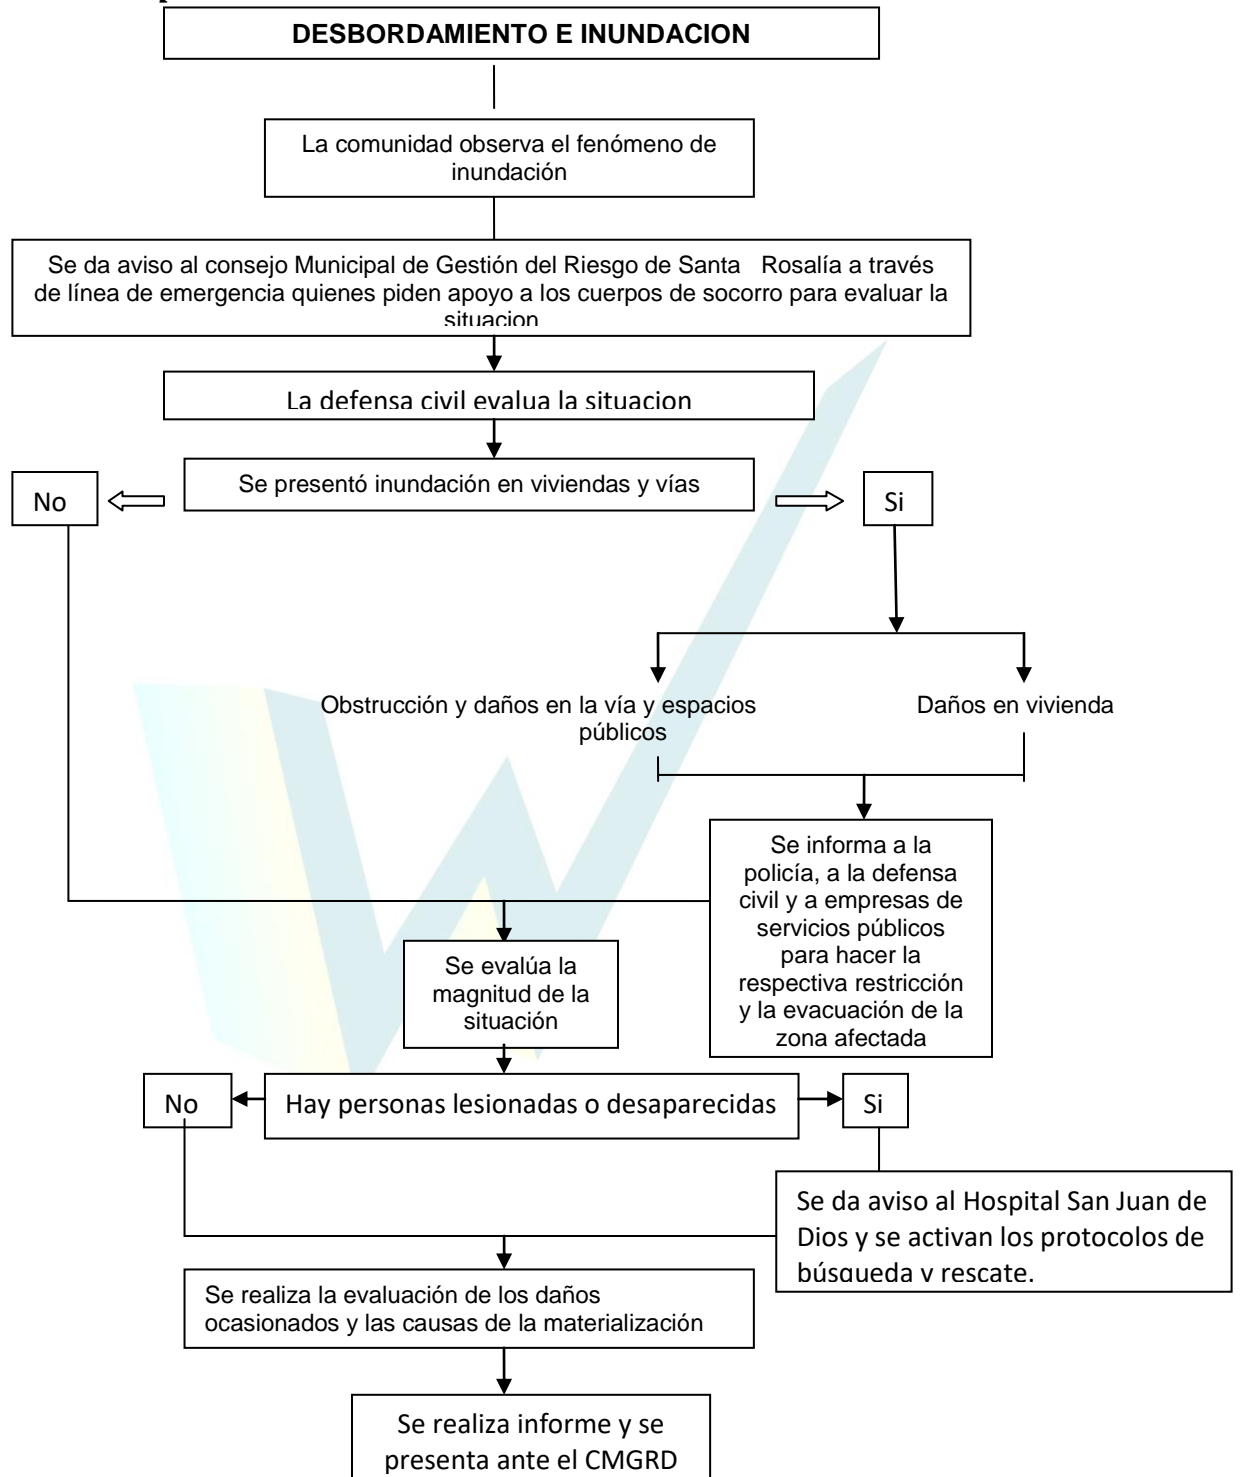 DESBORDAMIENTO E INUNDACION
La comunidad observa el fenómeno de
inundación
Se da aviso al consejo Municipal de Gestión del Riesgo de Santa Rosalía a través
de línea de emergencia quienes piden apoyo a los cuerpos de socorro para evaluar la
situacion
La defensa civil evalua la situacion
Se presentó inundación en viviendas y vías
No
Si
Obstrucción y daños en la vía y espacios
públicos
Daños en vivienda
Se informa a la
policía, a la defensa
civil y a empresas de
servicios públicos
para hacer la
respectiva restricción
y la evacuación de la
zona afectada
Se evalúa la
magnitud de la
situación
No
Hay personas lesionadas o desaparecidas
Si
Se da aviso al Hospital San Juan de
Dios y se activan los protocolos de
búsqueda y rescate.
Se realiza la evaluación de los daños
ocasionados y las causas de la materialización
Se realiza informe y se
presenta ante el CMGRD